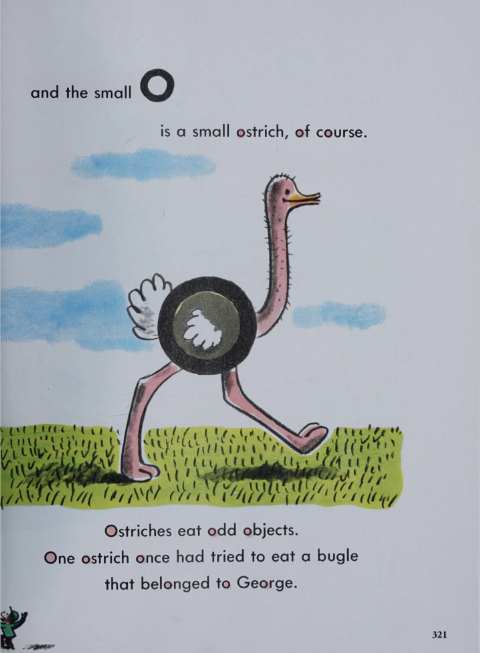 and the small O
is a small ostrich, of course.
Ostriches eat odd objects.
One ostrich once had tried to eat a bugle
that belonged to George.
321